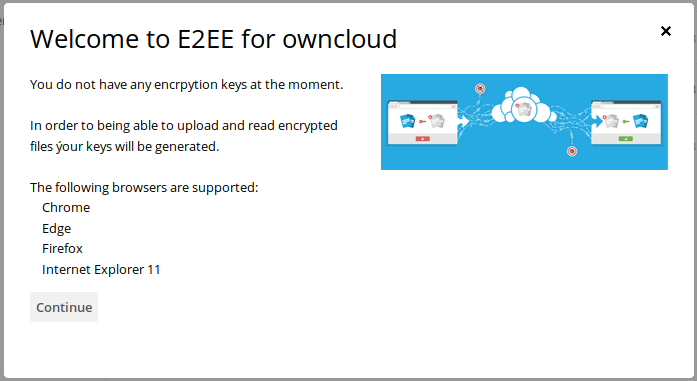 Welcome to E2EE for owncloud
You do not have any encrpytion keys at the moment.
In order to being able to upload and read encrypted
files ýour keys will be generated.
The following browsers are supported:
Chrome
Edge
Firefox
Internet Explorer 11
Continue